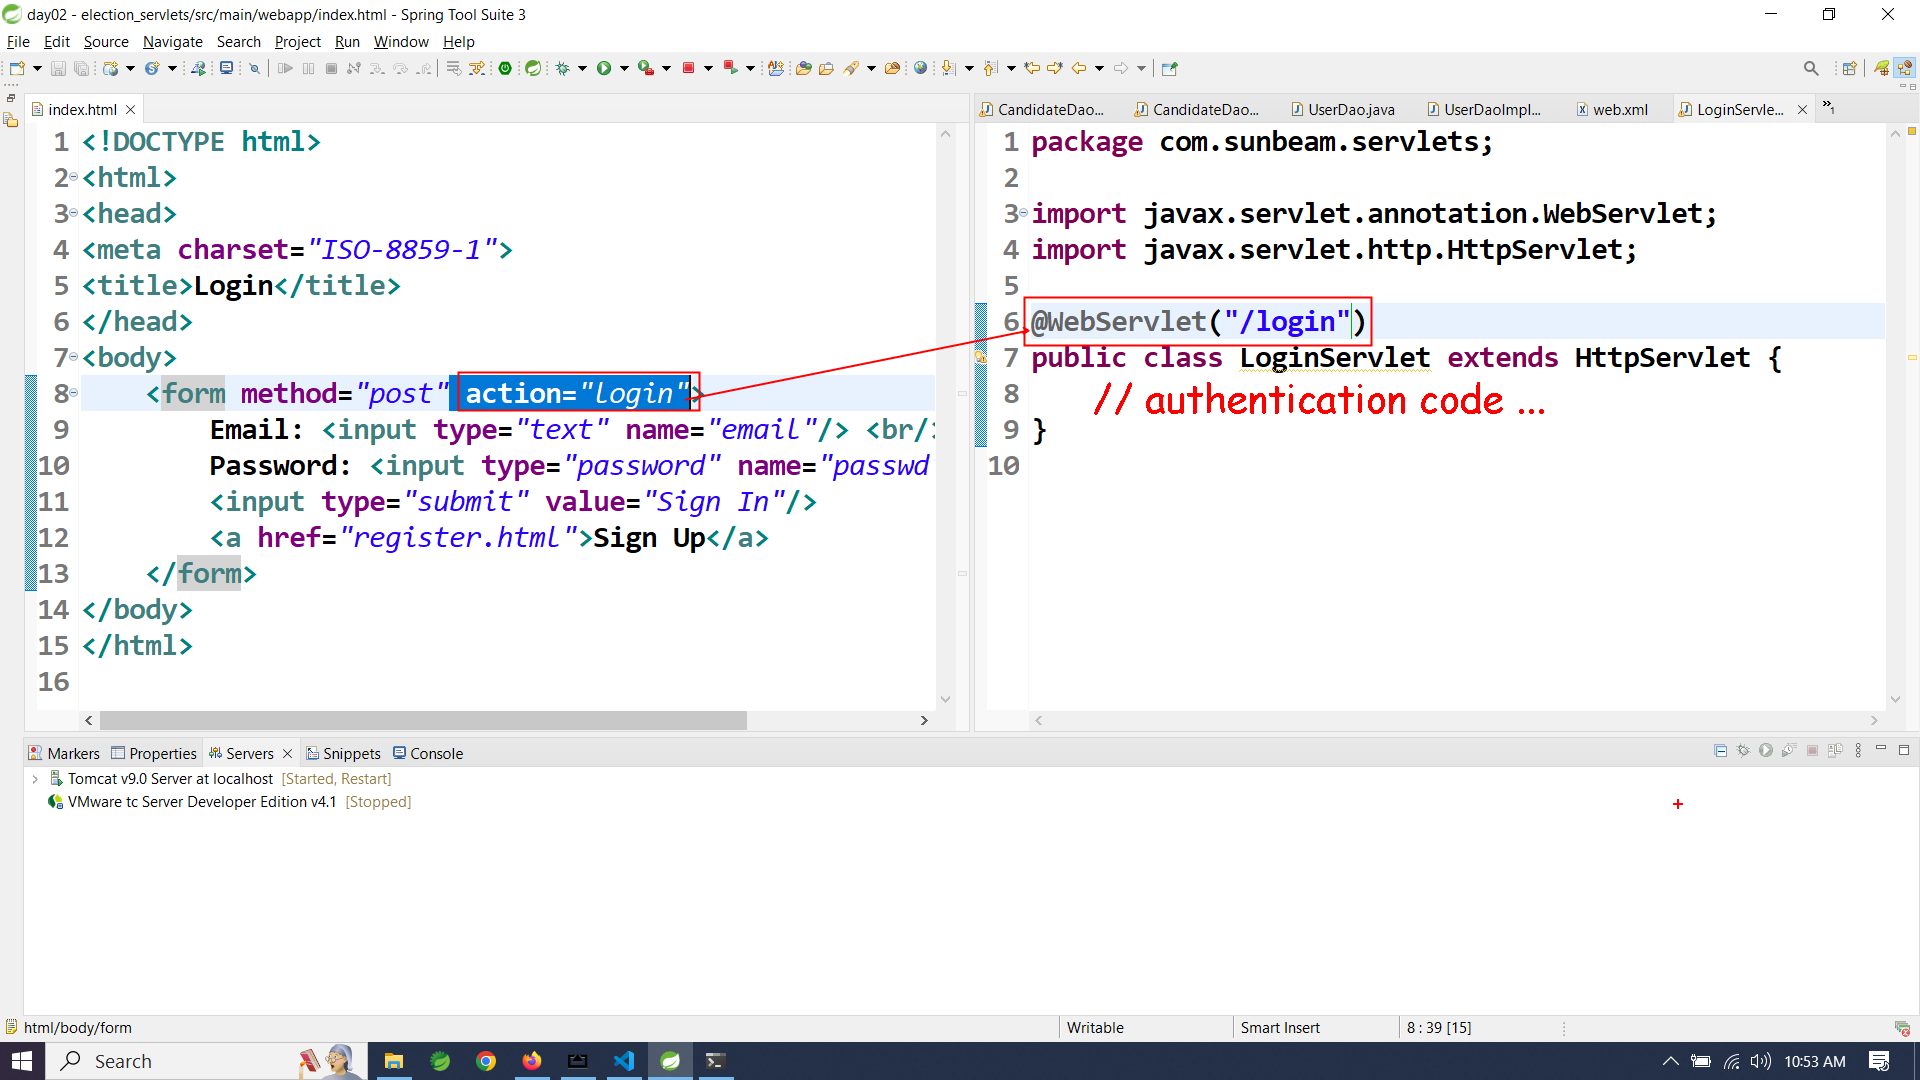 day02 - election_servlets/src/main/webapp/index.html - Spring Tool Suite 3
File Edit Source Navigate Search Project Run Window Help
index.html
1 <!DOCTYPE html>
2 <html>
3 <head>
4 <meta charset="ISO-8859-1">
5 <title>Login</title>
6 </head>
7 <body>
8 <form method="post" action="login">
9 Email: <input type="text" name="email"/> <br/>
10 Password: <input type="password" name="passwd
11 <input type="submit" value="Sign In"/>
12 <a href="register.html">Sign Up</a>
13 </form>
14 </body>
15 </html>
16
CandidateDao... CandidateDao... UserDao.java UserDaoImpl... web.xml LoginServle... »1
1 package com.sunbeam.servlets;
2
3 import javax.servlet.annotation.WebServlet;
4 import javax.servlet.http.HttpServlet;
5
6 @WebServlet("/login")
7 public class LoginServlet extends HttpServlet {
8 // authentication code ...
9 }
10
Markers Properties Servers Snippets Console
Tomcat v9.0 Server at localhost [Started, Restart]
VMware tc Server Developer Edition v4.1 [Stopped]
html/body/form Writable Smart Insert 8 : 39 [15]
Search 10:53 AM